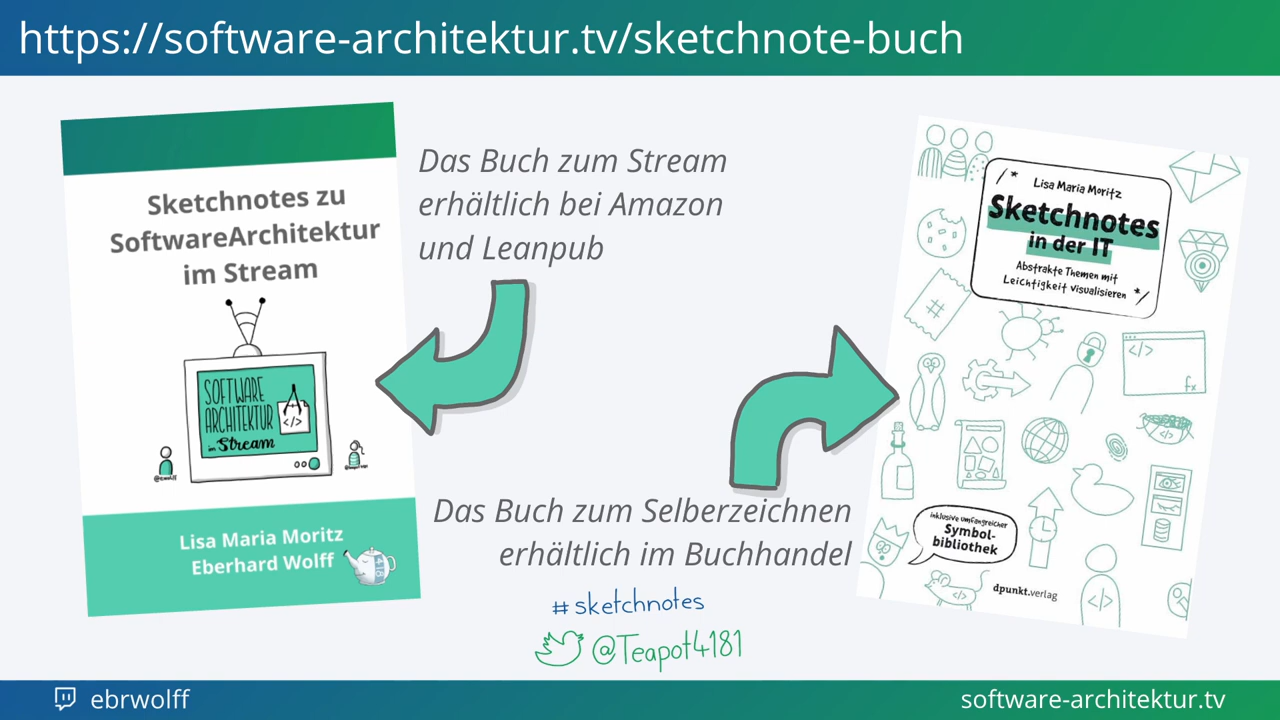 https://software-architektur.tv/sketchnote-buch
Sketchnotes zu
SoftwareArchitektur
im Stream
SOFTWARE
ARCHITEKTUR
im Stream
</>
@ewolff
Lisa Maria Moritz
Eberhard Wolff
Das Buch zum Stream
erhältlich bei Amazon
und Leanpub
Das Buch zum Selberzeichnen
erhältlich im Buchhandel
#sketchnotes
@Teapot4181
/*
Lisa Maria Moritz
Sketchnotes
in der IT
Abstrakte Themen mit
Leichtigkeit visualisieren
*/
#
</>
fx
</>
inklusive umfangreicher
Symbol-
bibliothek
</>
</>
dpunkt.verlag
ebrwolff
software-architektur.tv